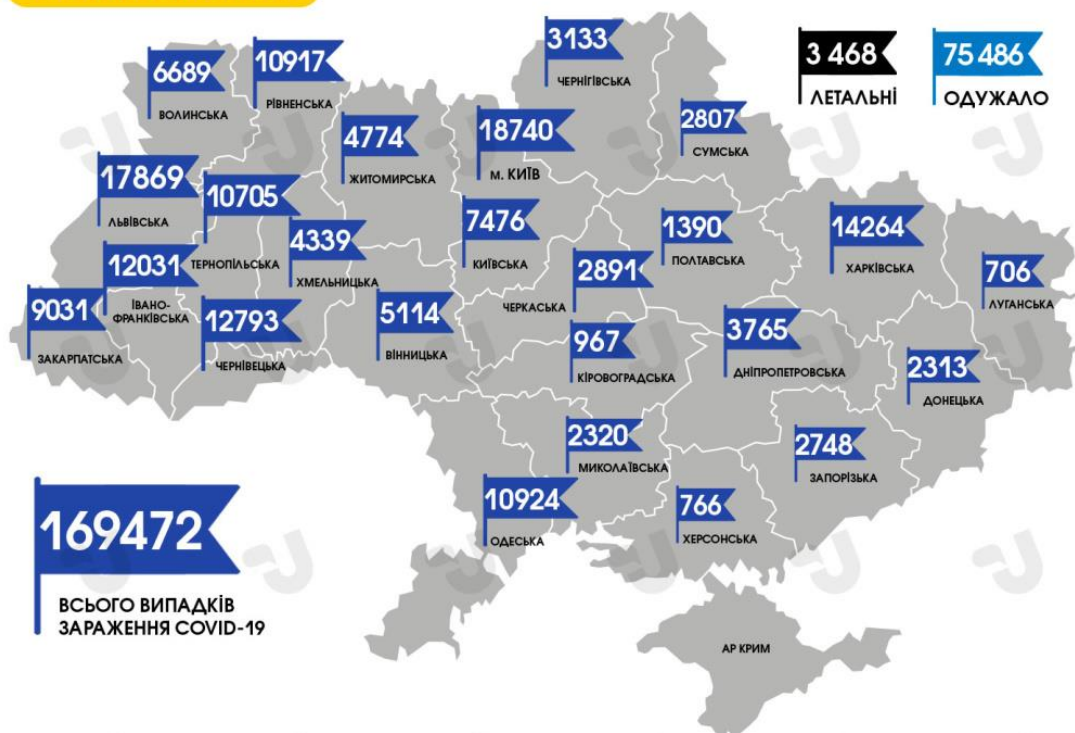 3133
ЧЕРНІГІВСЬКА
3 468
ЛЕТАЛЬНІ
75 486
ОДУЖАЛО
6689
ВОЛИНСЬКА
10917
РІВНЕНСЬКА
4774
ЖИТОМИРСЬКА
18740
м. КИЇВ
2807
СУМСЬКА
17869
ЛЬВІВСЬКА
10705
ТЕРНОПІЛЬСЬКА
4339
ХМЕЛЬНИЦЬКА
7476
КИЇВСЬКА
2891
ЧЕРКАСЬКА
1390
ПОЛТАВСЬКА
14264
ХАРКІВСЬКА
706
ЛУГАНСЬКА
12031
ІВАНО-
ФРАНКІВСЬКА
9031
ЗАКАРПАТСЬКА
12793
ЧЕРНІВЕЦЬКА
5114
ВІННИЦЬКА
967
КІРОВОГРАДСЬКА
3765
ДНІПРОПЕТРОВСЬКА
2313
ДОНЕЦЬКА
2320
МИКОЛАЇВСЬКА
2748
ЗАПОРІЗЬКА
10924
ОДЕСЬКА
766
ХЕРСОНСЬКА
169472
ВСЬОГО ВИПАДКІВ
ЗАРАЖЕННЯ COVID-19
АР КРИМ